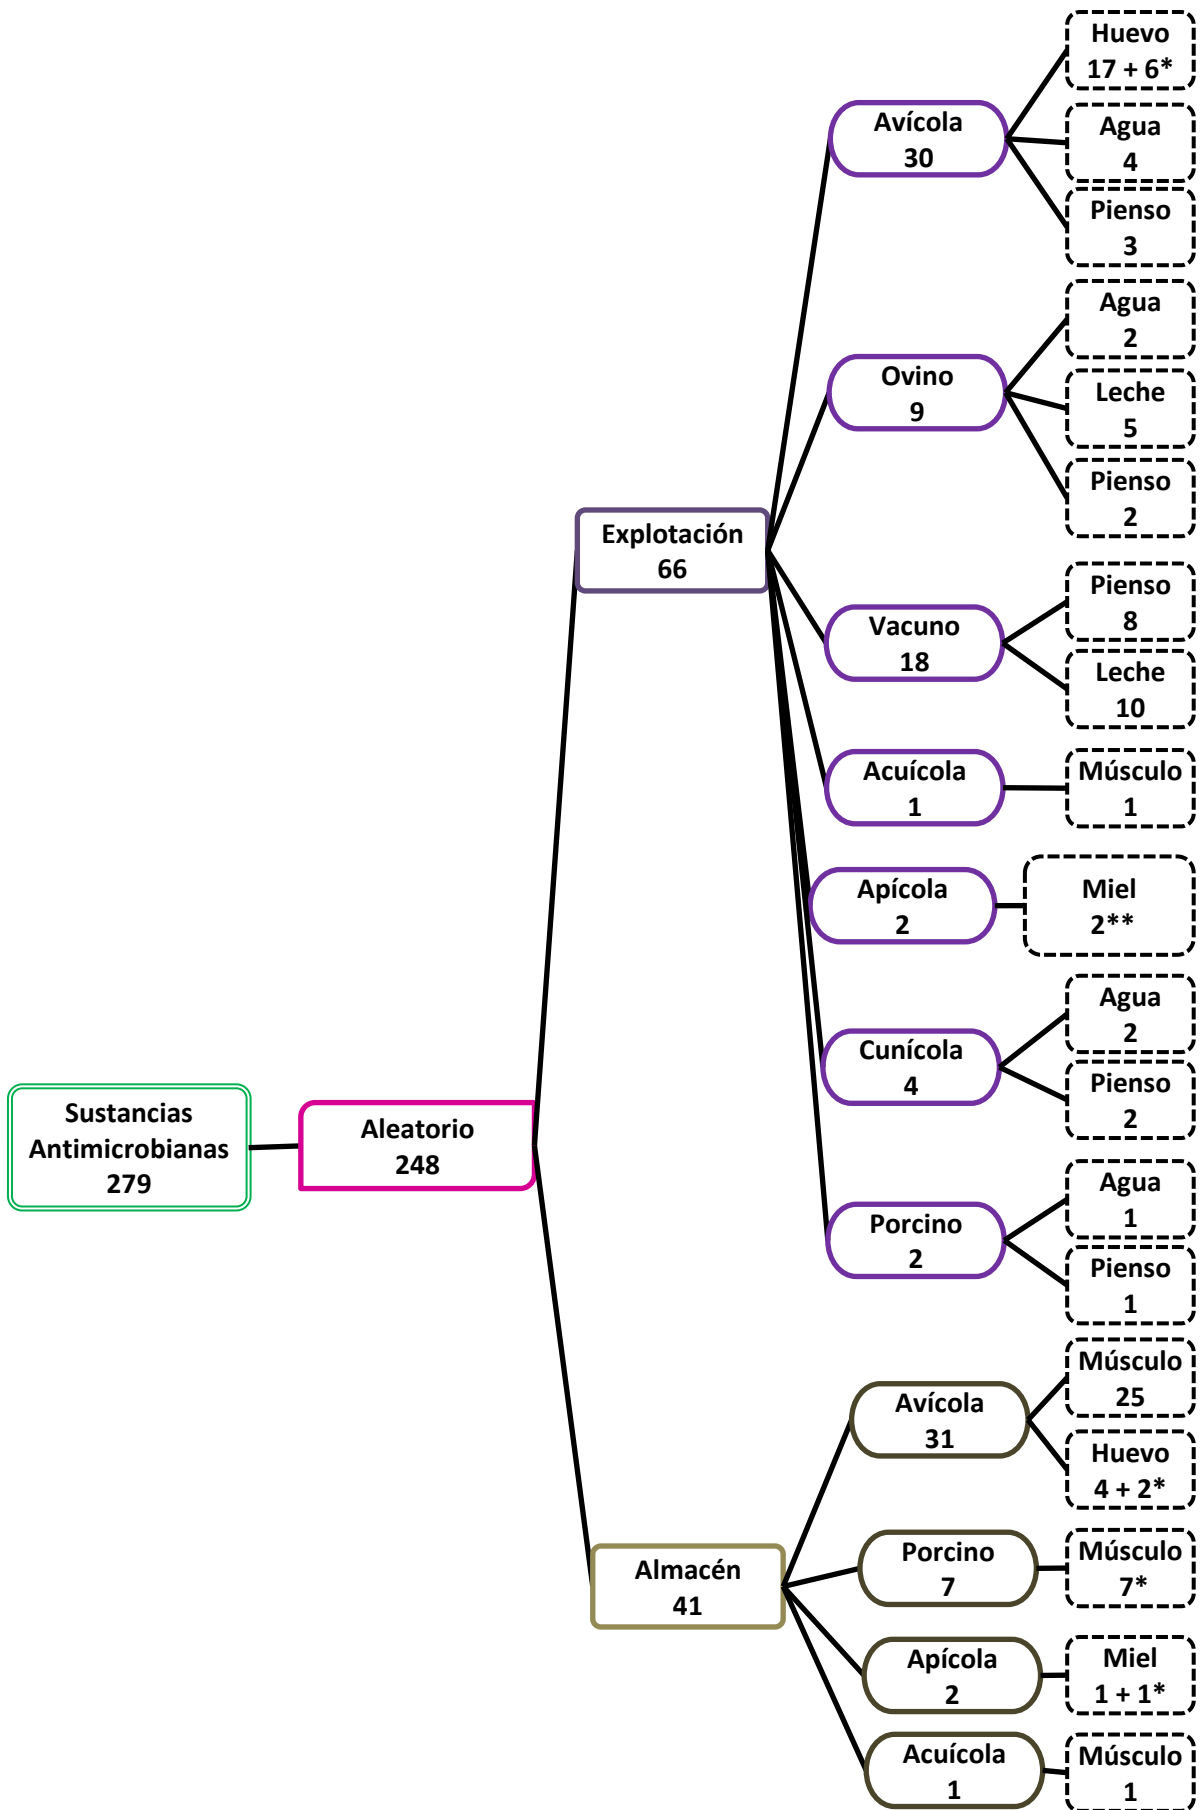 Sustancias
Antimicrobianas
279
Aleatorio
248
Explotación
66
Avícola
30
Huevo
17 + 6*
Agua
4
Pienso
3
Ovino
9
Agua
2
Leche
5
Pienso
2
Vacuno
18
Pienso
8
Leche
10
Acuícola
1
Músculo
1
Apícola
2
Miel
2**
Cunícola
4
Agua
2
Pienso
2
Porcino
2
Agua
1
Pienso
1
Almacén
41
Avícola
31
Músculo
25
Huevo
4 + 2*
Porcino
7
Músculo
7*
Apícola
2
Miel
1 + 1*
Acuícola
1
Músculo
1